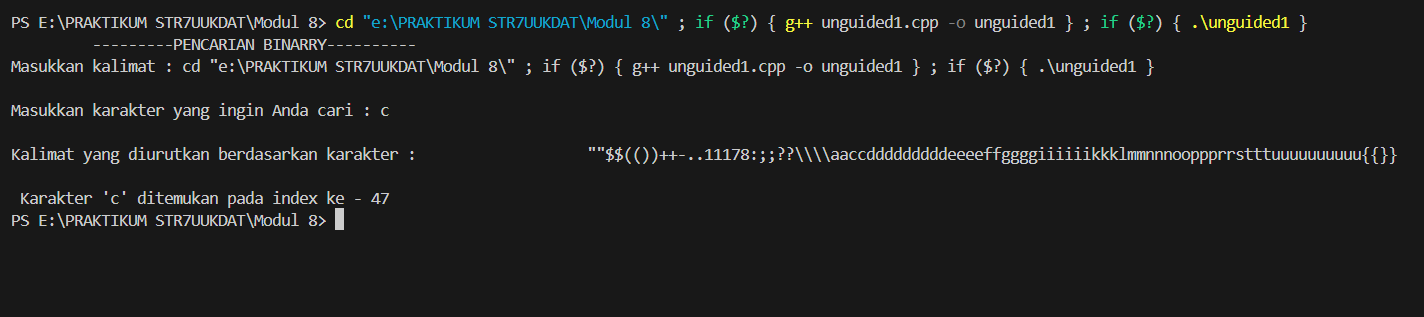 PS E:\PRAKTIKUM STR7UUKDAT\Modul 8> cd "e:\PRAKTIKUM STR7UUKDAT\Modul 8\" ; if ($?) { g++ unguided1.cpp -o unguided1 } ; if ($?) { .\unguided1 }
---------PENCARIAN BINARRY----------
Masukkan kalimat : cd "e:\PRAKTIKUM STR7UUKDAT\Modul 8\" ; if ($?) { g++ unguided1.cpp -o unguided1 } ; if ($?) { .\unguided1 }
Masukkan karakter yang ingin Anda cari : c
Kalimat yang diurutkan berdasarkan karakter :                    ""$$(())++-..11178:;;??\\\\aaccddddddddddeeeeffggggiiiiiikkklmmnnnoopppprrstttuuuuuuuuuu{{}}
Karakter 'c' ditemukan pada index ke - 47
PS E:\PRAKTIKUM STR7UUKDAT\Modul 8>